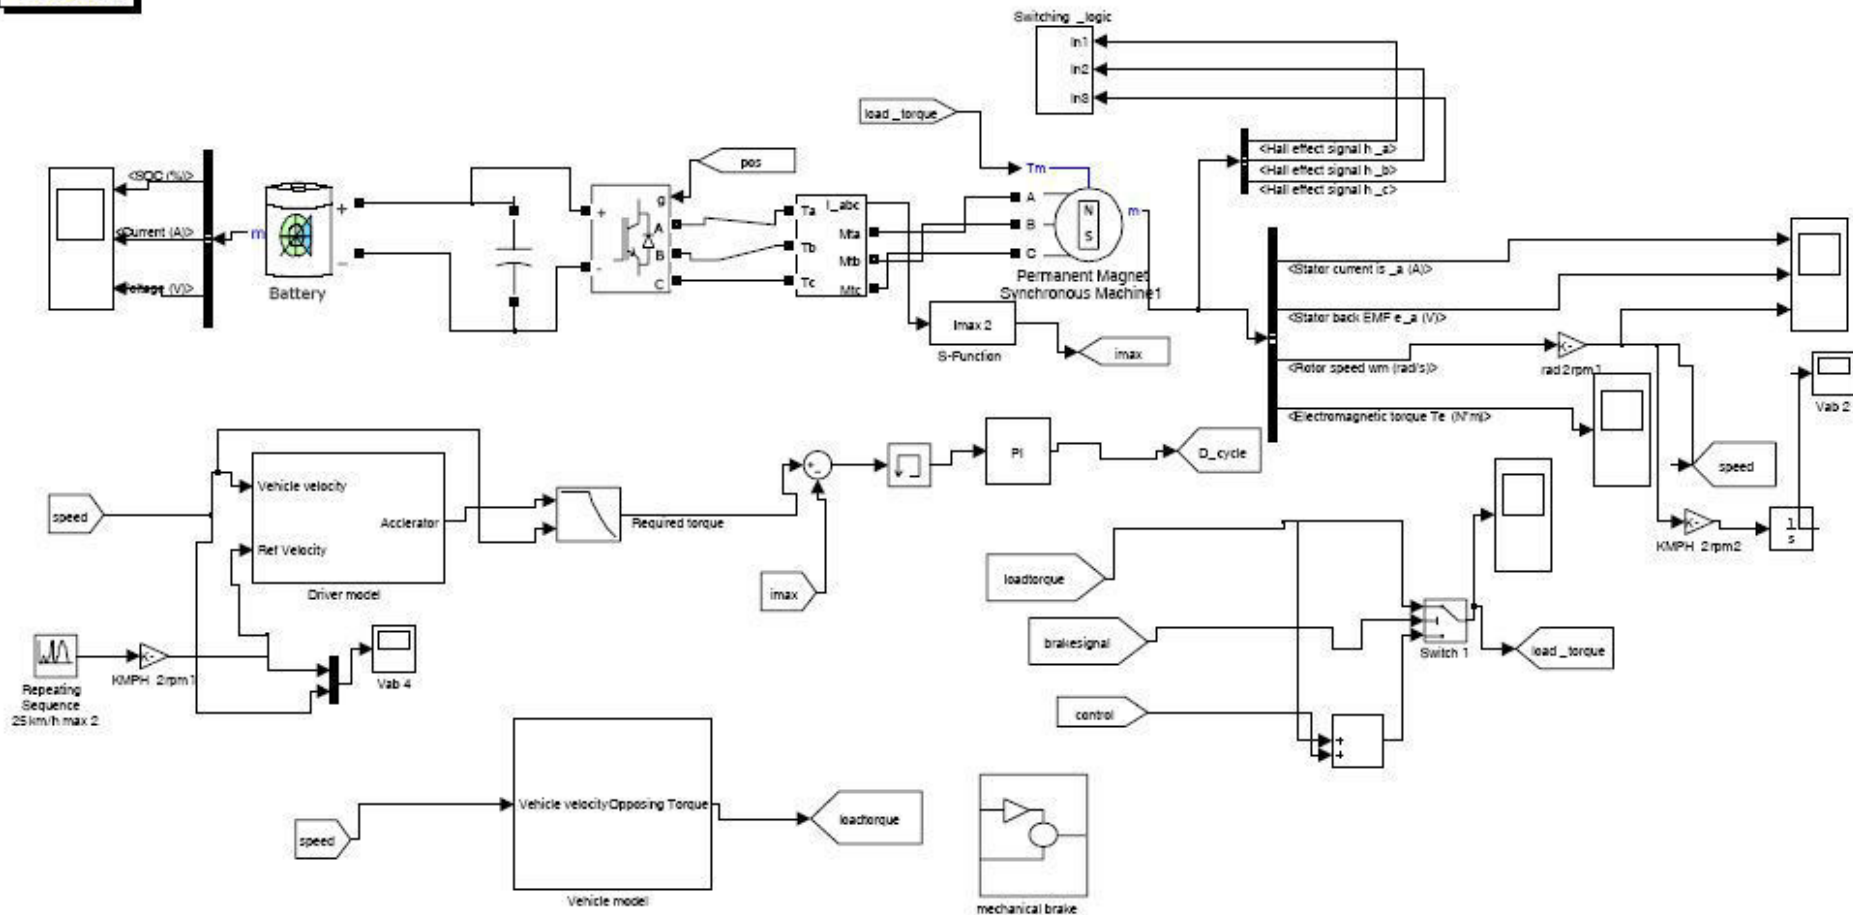 Switching _logic
In1
In2
In3
load _torque
pos
Tm
<Hall effect signal h _a>
<Hall effect signal h _b>
<Hall effect signal h _c>
<SOC (%)>
<Current (A)>
m
+
-
Battery
+
-
g
A
B
C
Ta
Tb
Tc
I_abc
Mta
Mtb
Mtc
A
B
C
N
S
m
Permanent Magnet
Synchronous Machine1
Imax 2
S-Function
imax
<Stator current is _a (A)>
<Stator back EMF e _a (V)>
<Rotor speed wm (rad/s)>
<Electromagnetic torque Te (N*m)>
K-
rad 2rpm1
Vab 2
speed
K-
KMPH 2rpm2
1
s
speed
Vehicle velocity
Ref Velocity
Acclerator
Driver model
Required torque
+
-
imax
PI
D_cycle
Repeating
Sequence
25 km/h max 2
K-
KMPH 2rpm1
Vab 4
loadtorque
brakesignal
control
+
+
Switch 1
load _torque
speed
Vehicle velocity
Opposing Torque
Vehicle model
loadtorque
mechanical brake